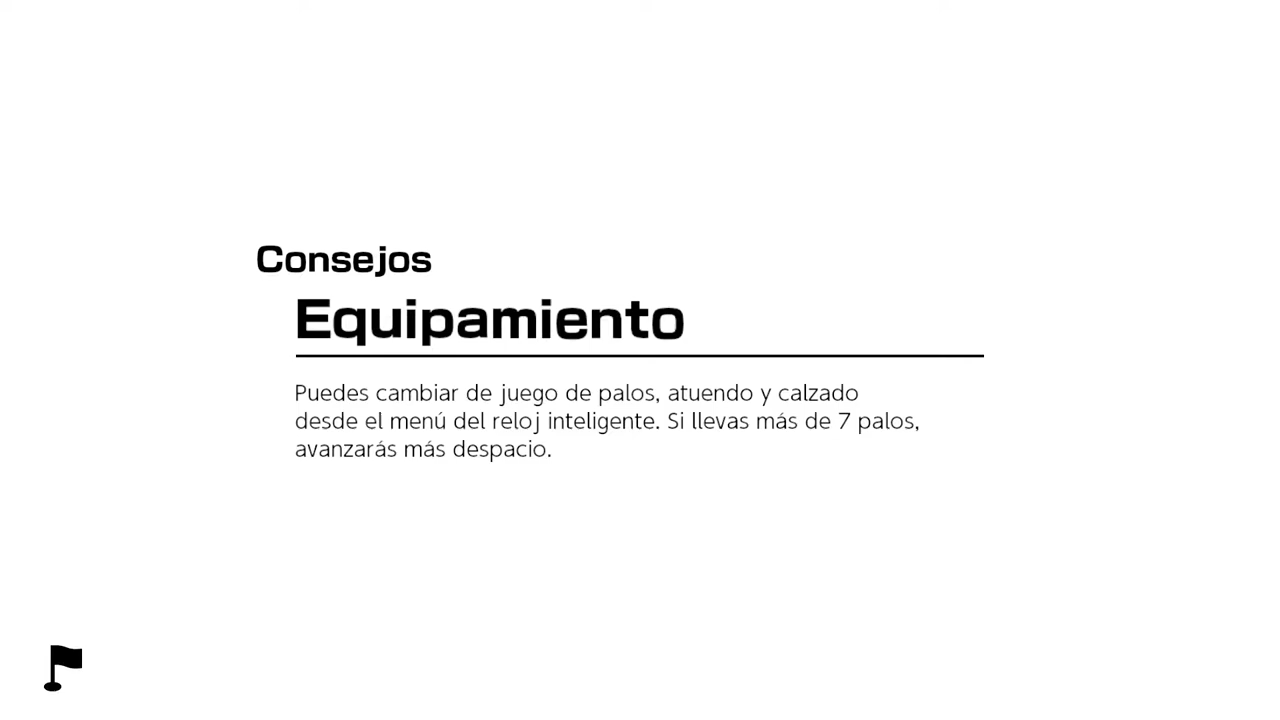 Consejos
Equipamiento
Puedes cambiar de juego de palos, atuendo y calzado
desde el menú del reloj inteligente. Si llevas más de 7 palos,
avanzarás más despacio.